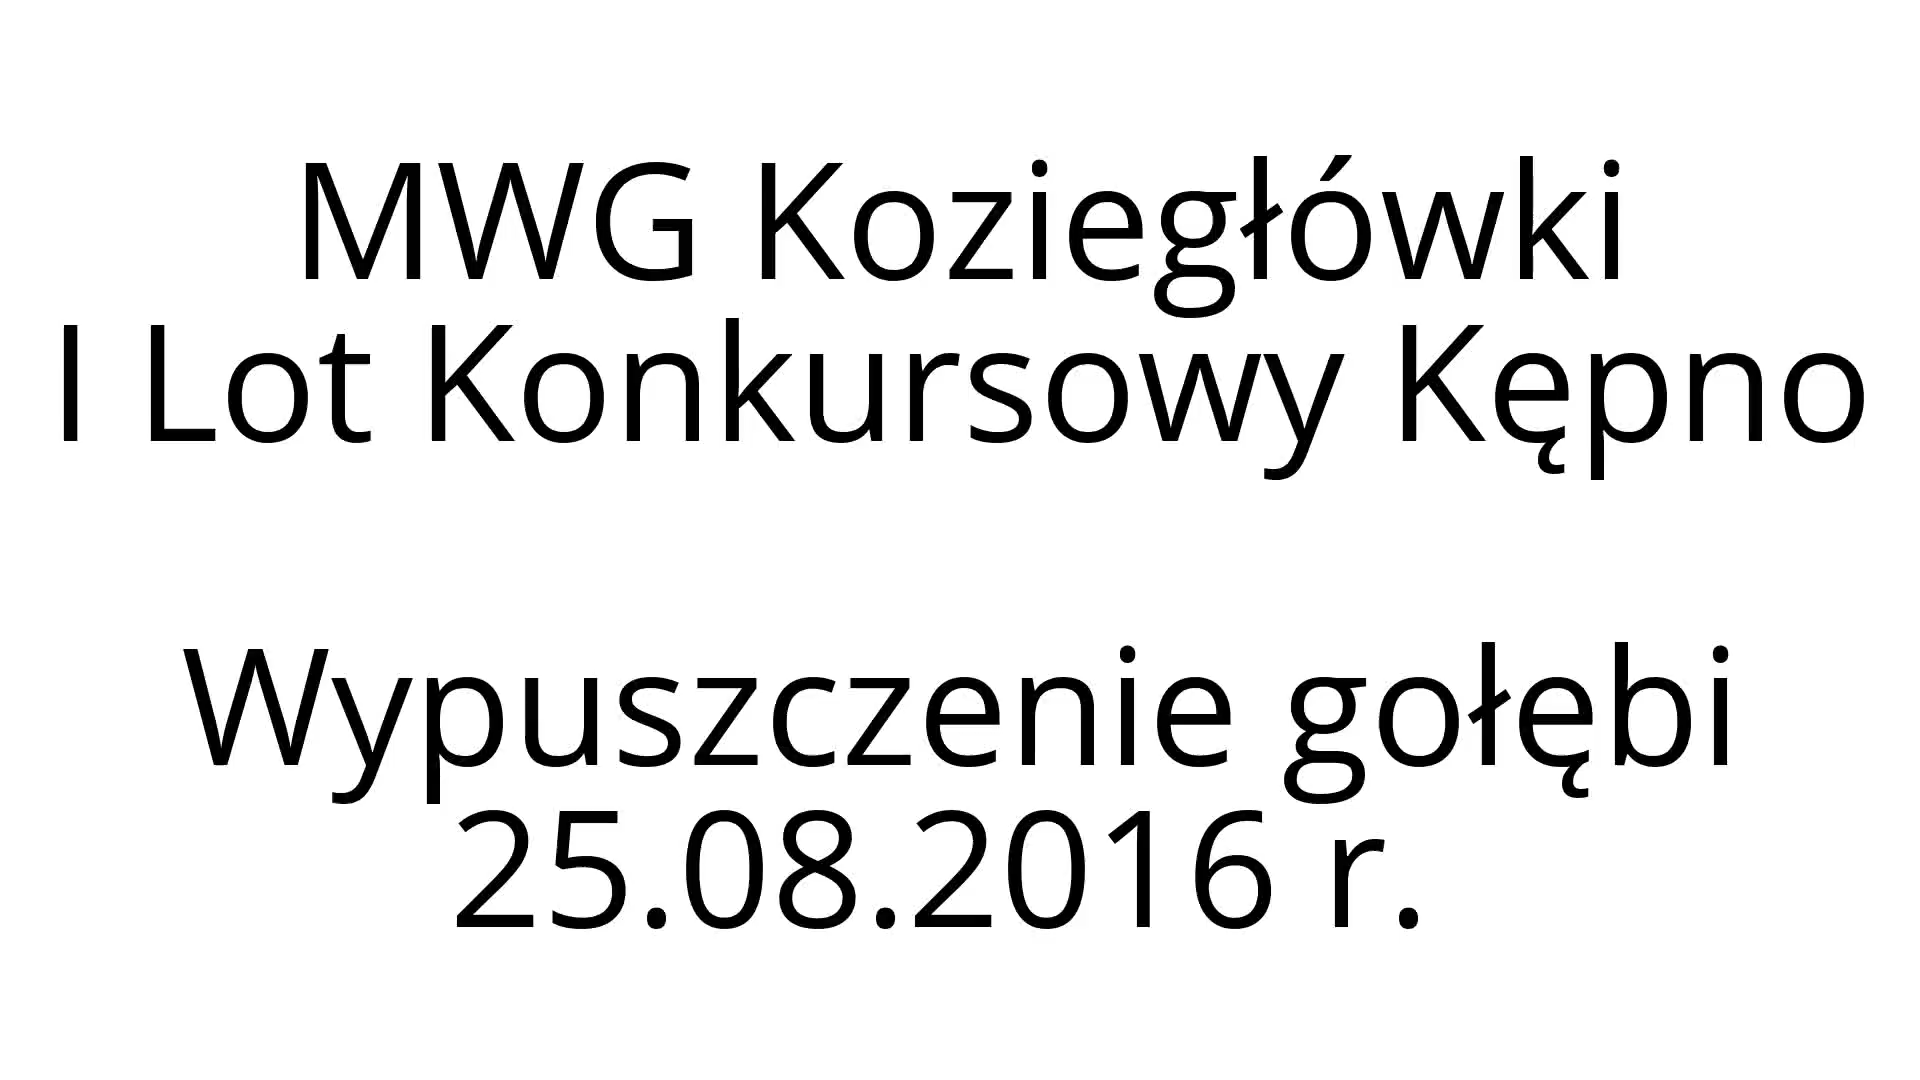 MWG Koziegłówki
I Lot Konkursowy Kępno
Wypuszczenie gołębi
25.08.2016 r.